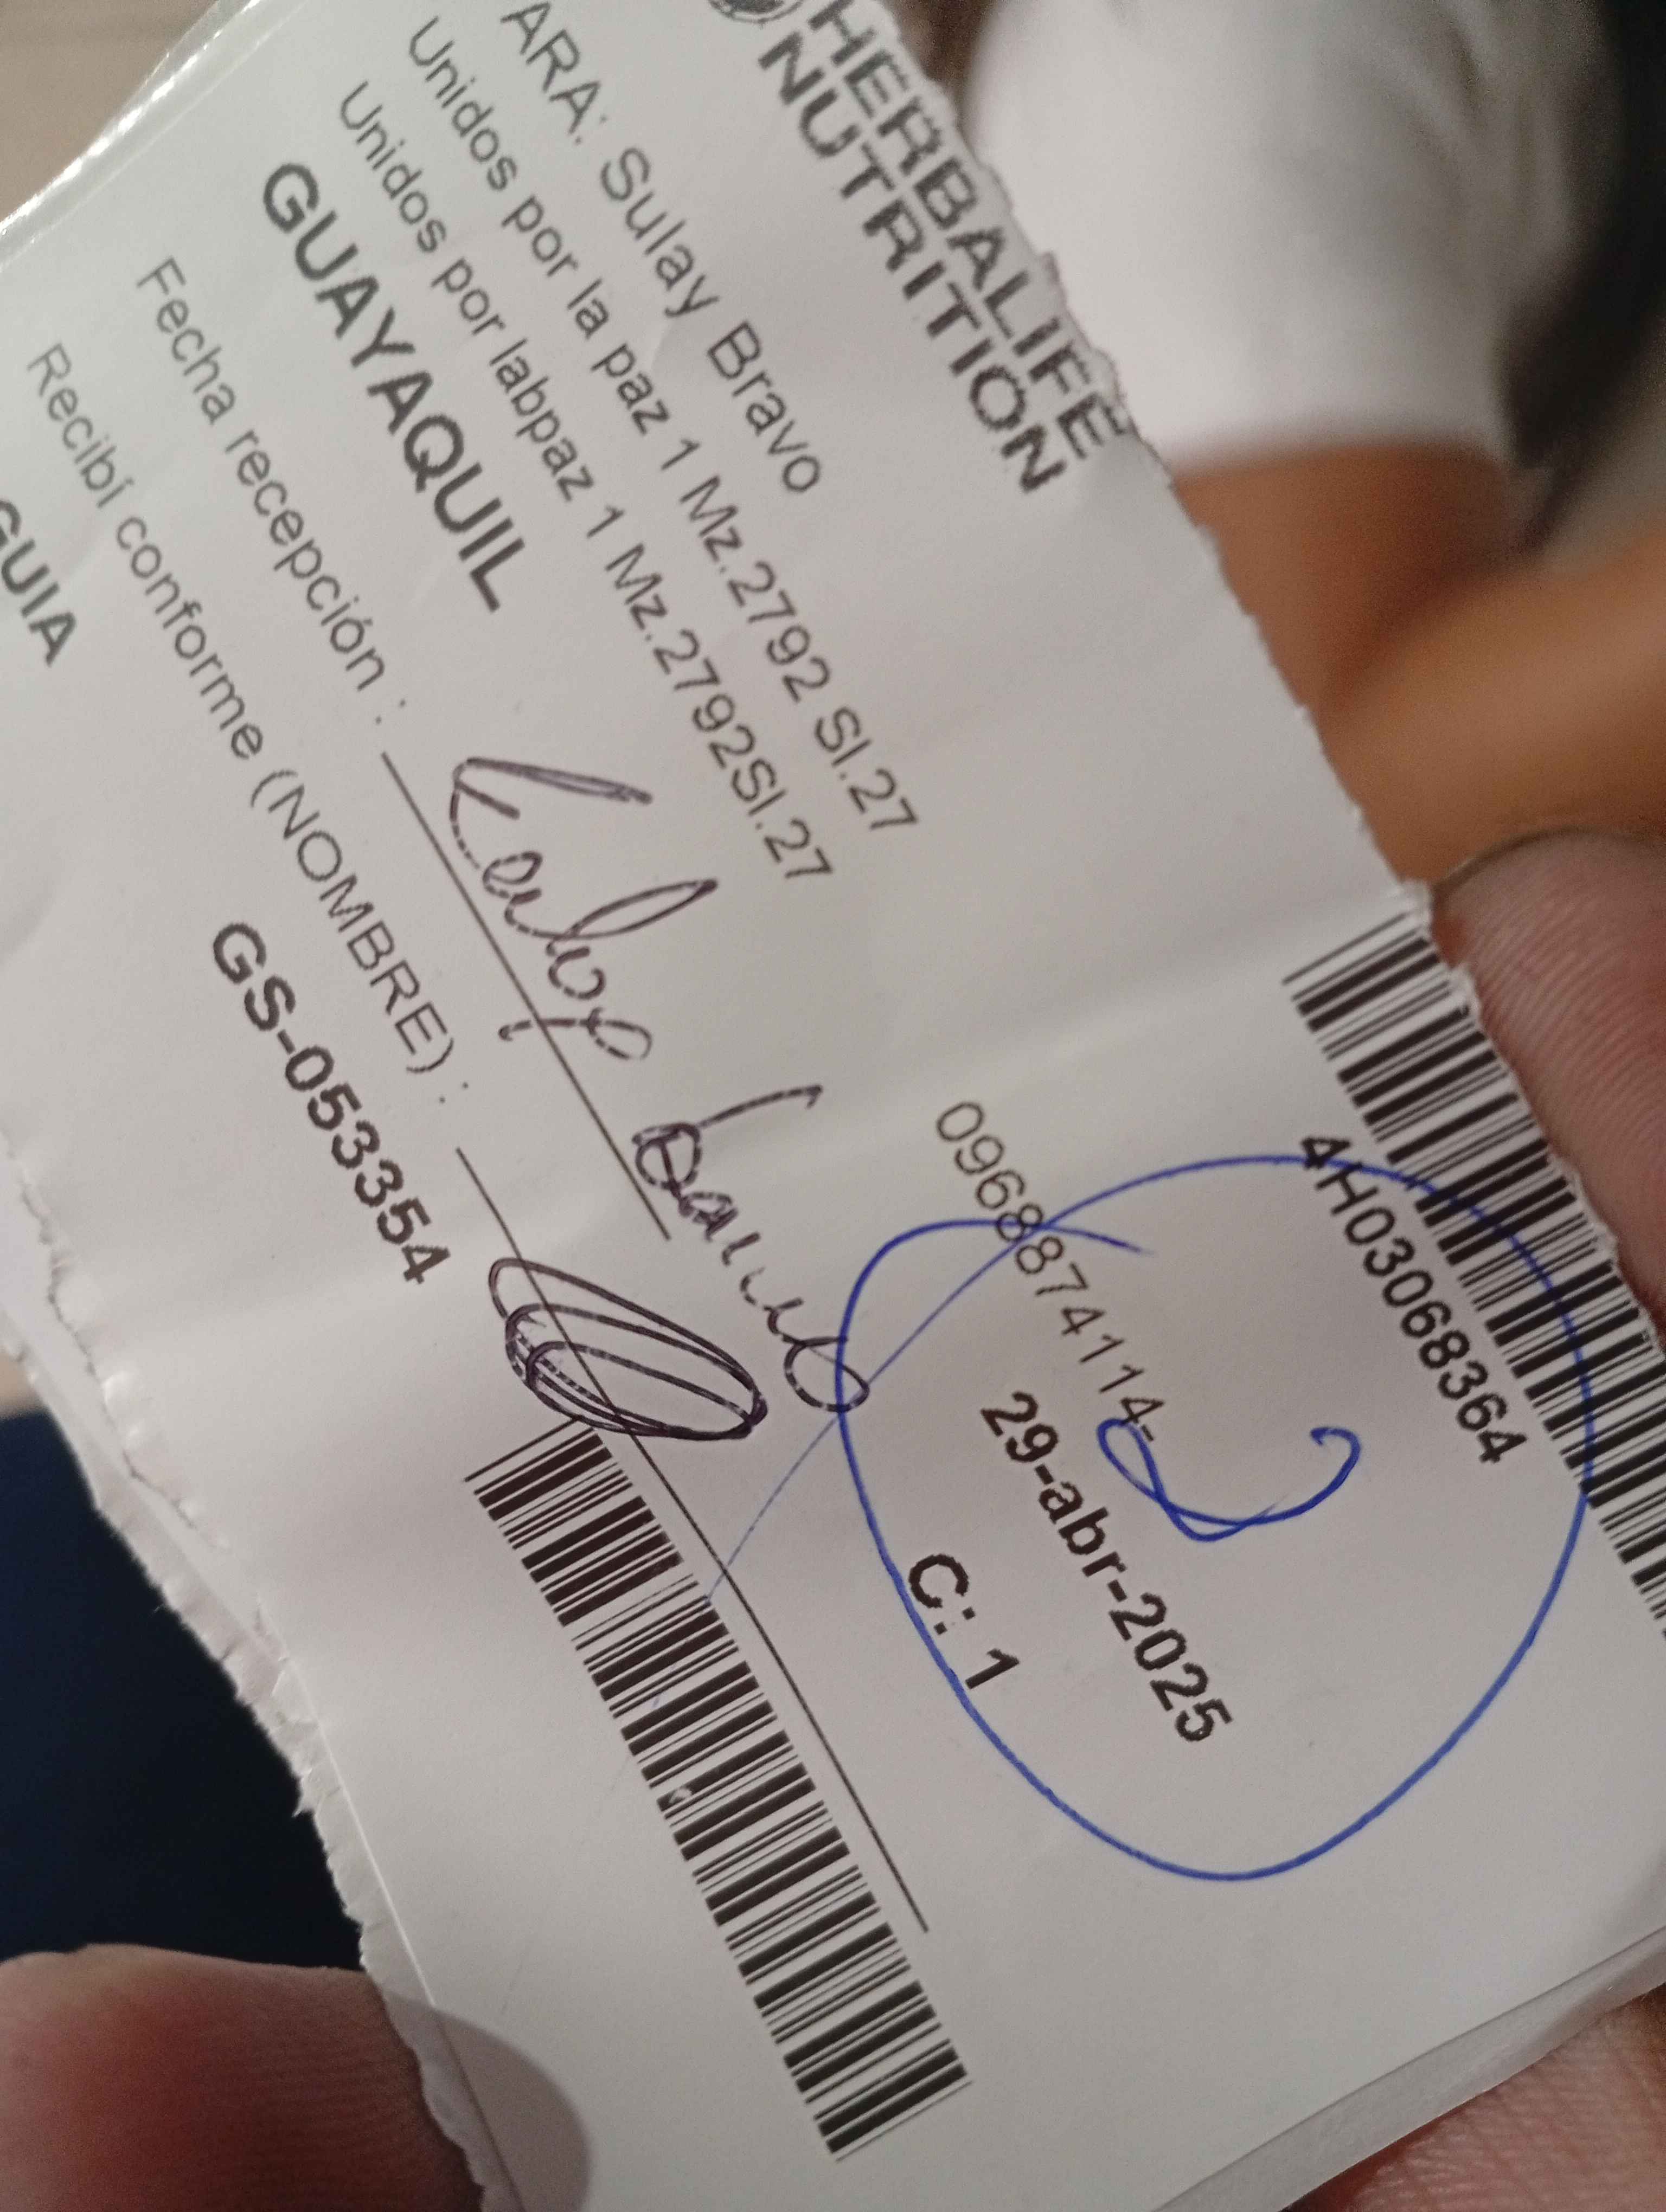 HERBALIFE
NUTRITION
4H03068364
ARA: Sulay Bravo
0968874114-
Unidos por la paz 1 Mz.2792 Sl.27
Unidos por labpaz 1 Mz.2792Sl.27
29-abr-2025
GUAYAQUIL
C: 1
Fecha recepción :
Recibí conforme (NOMBRE) :
GUIA
GS-053354